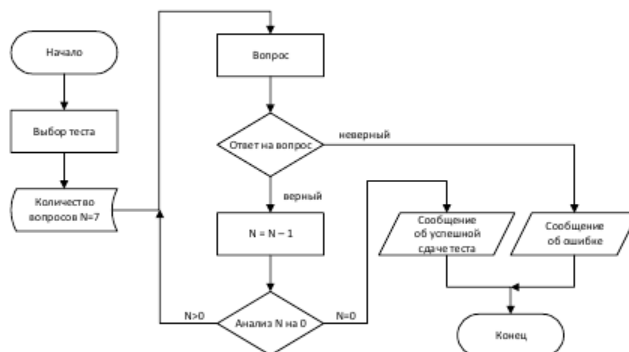 Начало
Выбор теста
Количество
вопросов N=7
Вопрос
Ответ на вопрос
неверный
верный
N = N – 1
Анализ N на 0
N>0
N=0
Сообщение
об успешной
сдаче теста
Сообщение
об ошибке
Конец